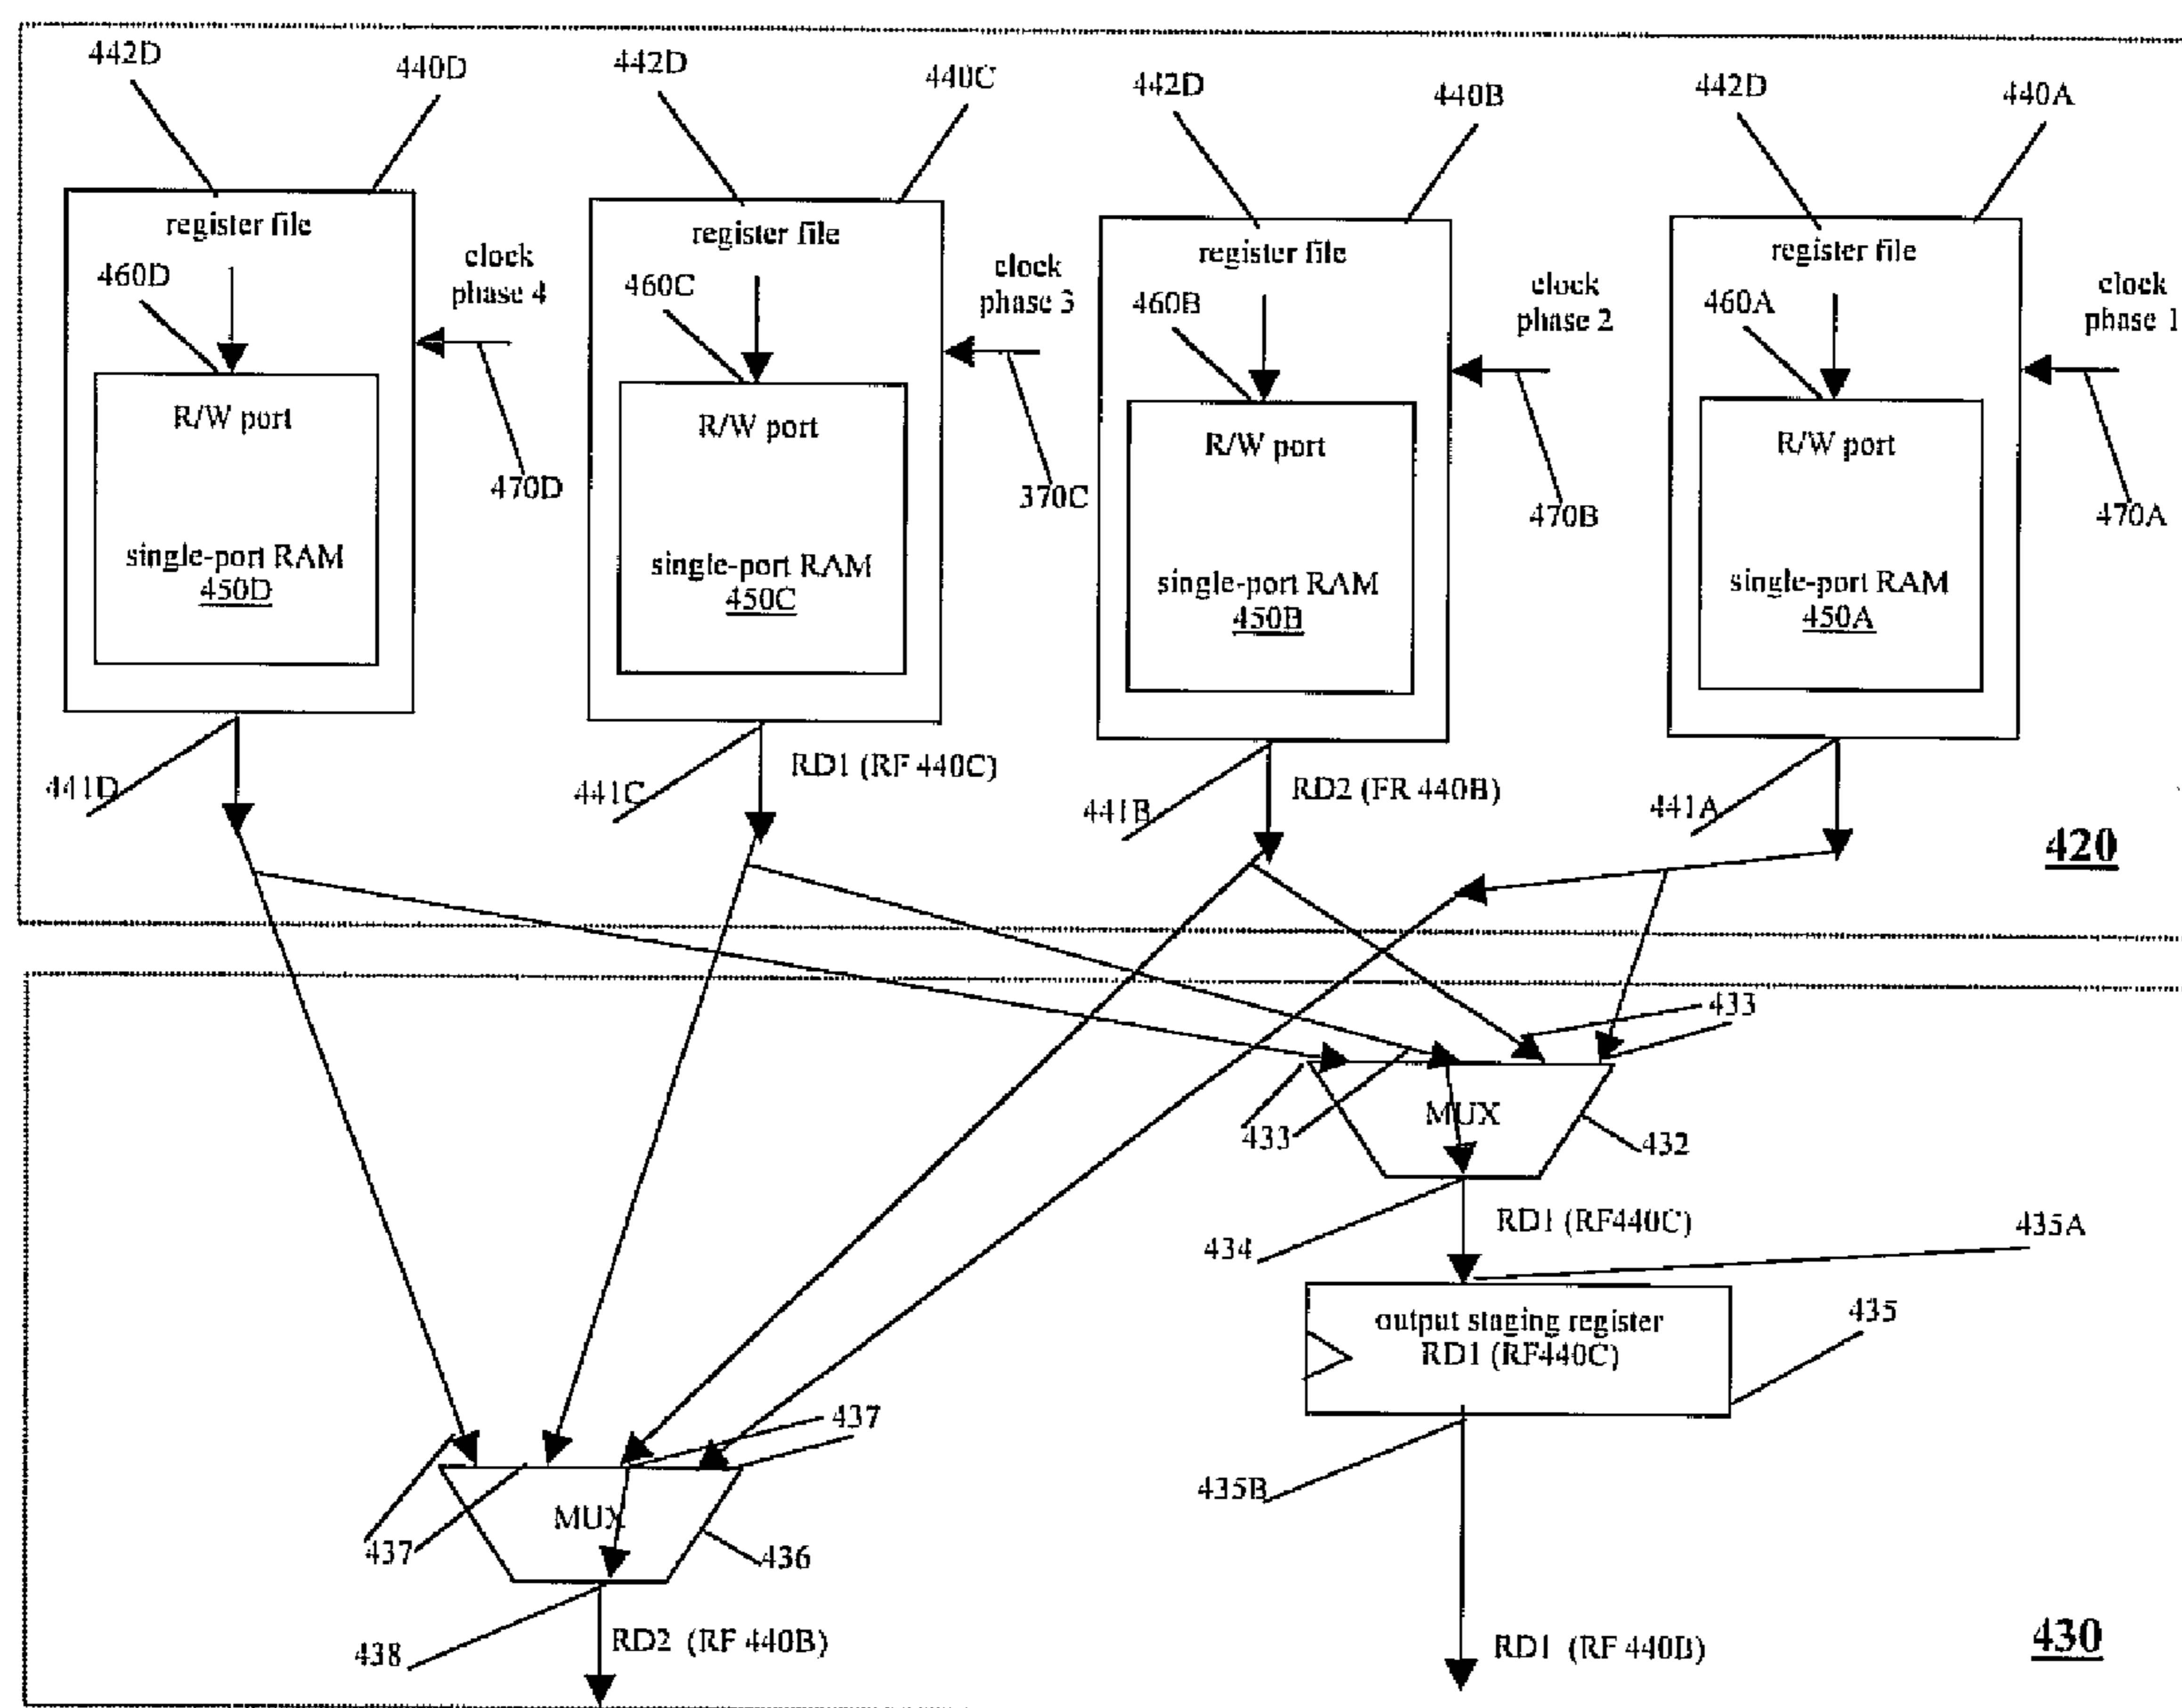 442D
440D
442D
440C
442D
440B
442D
440A
register file
460D
clock
phase 4
R/W port
470D
single-port RAM
450D
register file
460C
clock
phase 3
R/W port
370C
single-port RAM
450C
register file
460B
clock
phase 2
R/W port
470B
single-port RAM
450B
register file
460A
clock
phase 1
R/W port
470A
single-port RAM
450A
441D
441C
RD1 (RF 440C)
441B
RD2 (FR 440B)
441A
420
433
433
MUX
432
434
RD1 (RF440C)
435A
output staging register
RD1 (RF440C)
435
435B
437
437
MUX
436
438
RD2 (RF 440B)
RD1 (RF 440B)
430